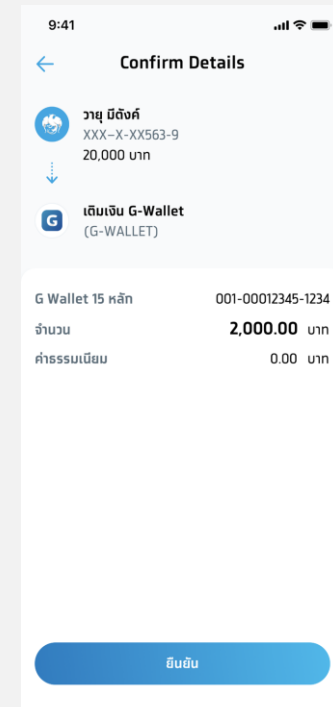 9:41
Confirm Details
วายุ มีตังค์
XXX–X-XX563-9
20,000 บาท
G
เติมเงิน G-Wallet
(G-WALLET)
G Wallet 15 หลัก 001-00012345-1234
จำนวน 2,000.00 บาท
ค่าธรรมเนียม 0.00 บาท
ยืนยัน